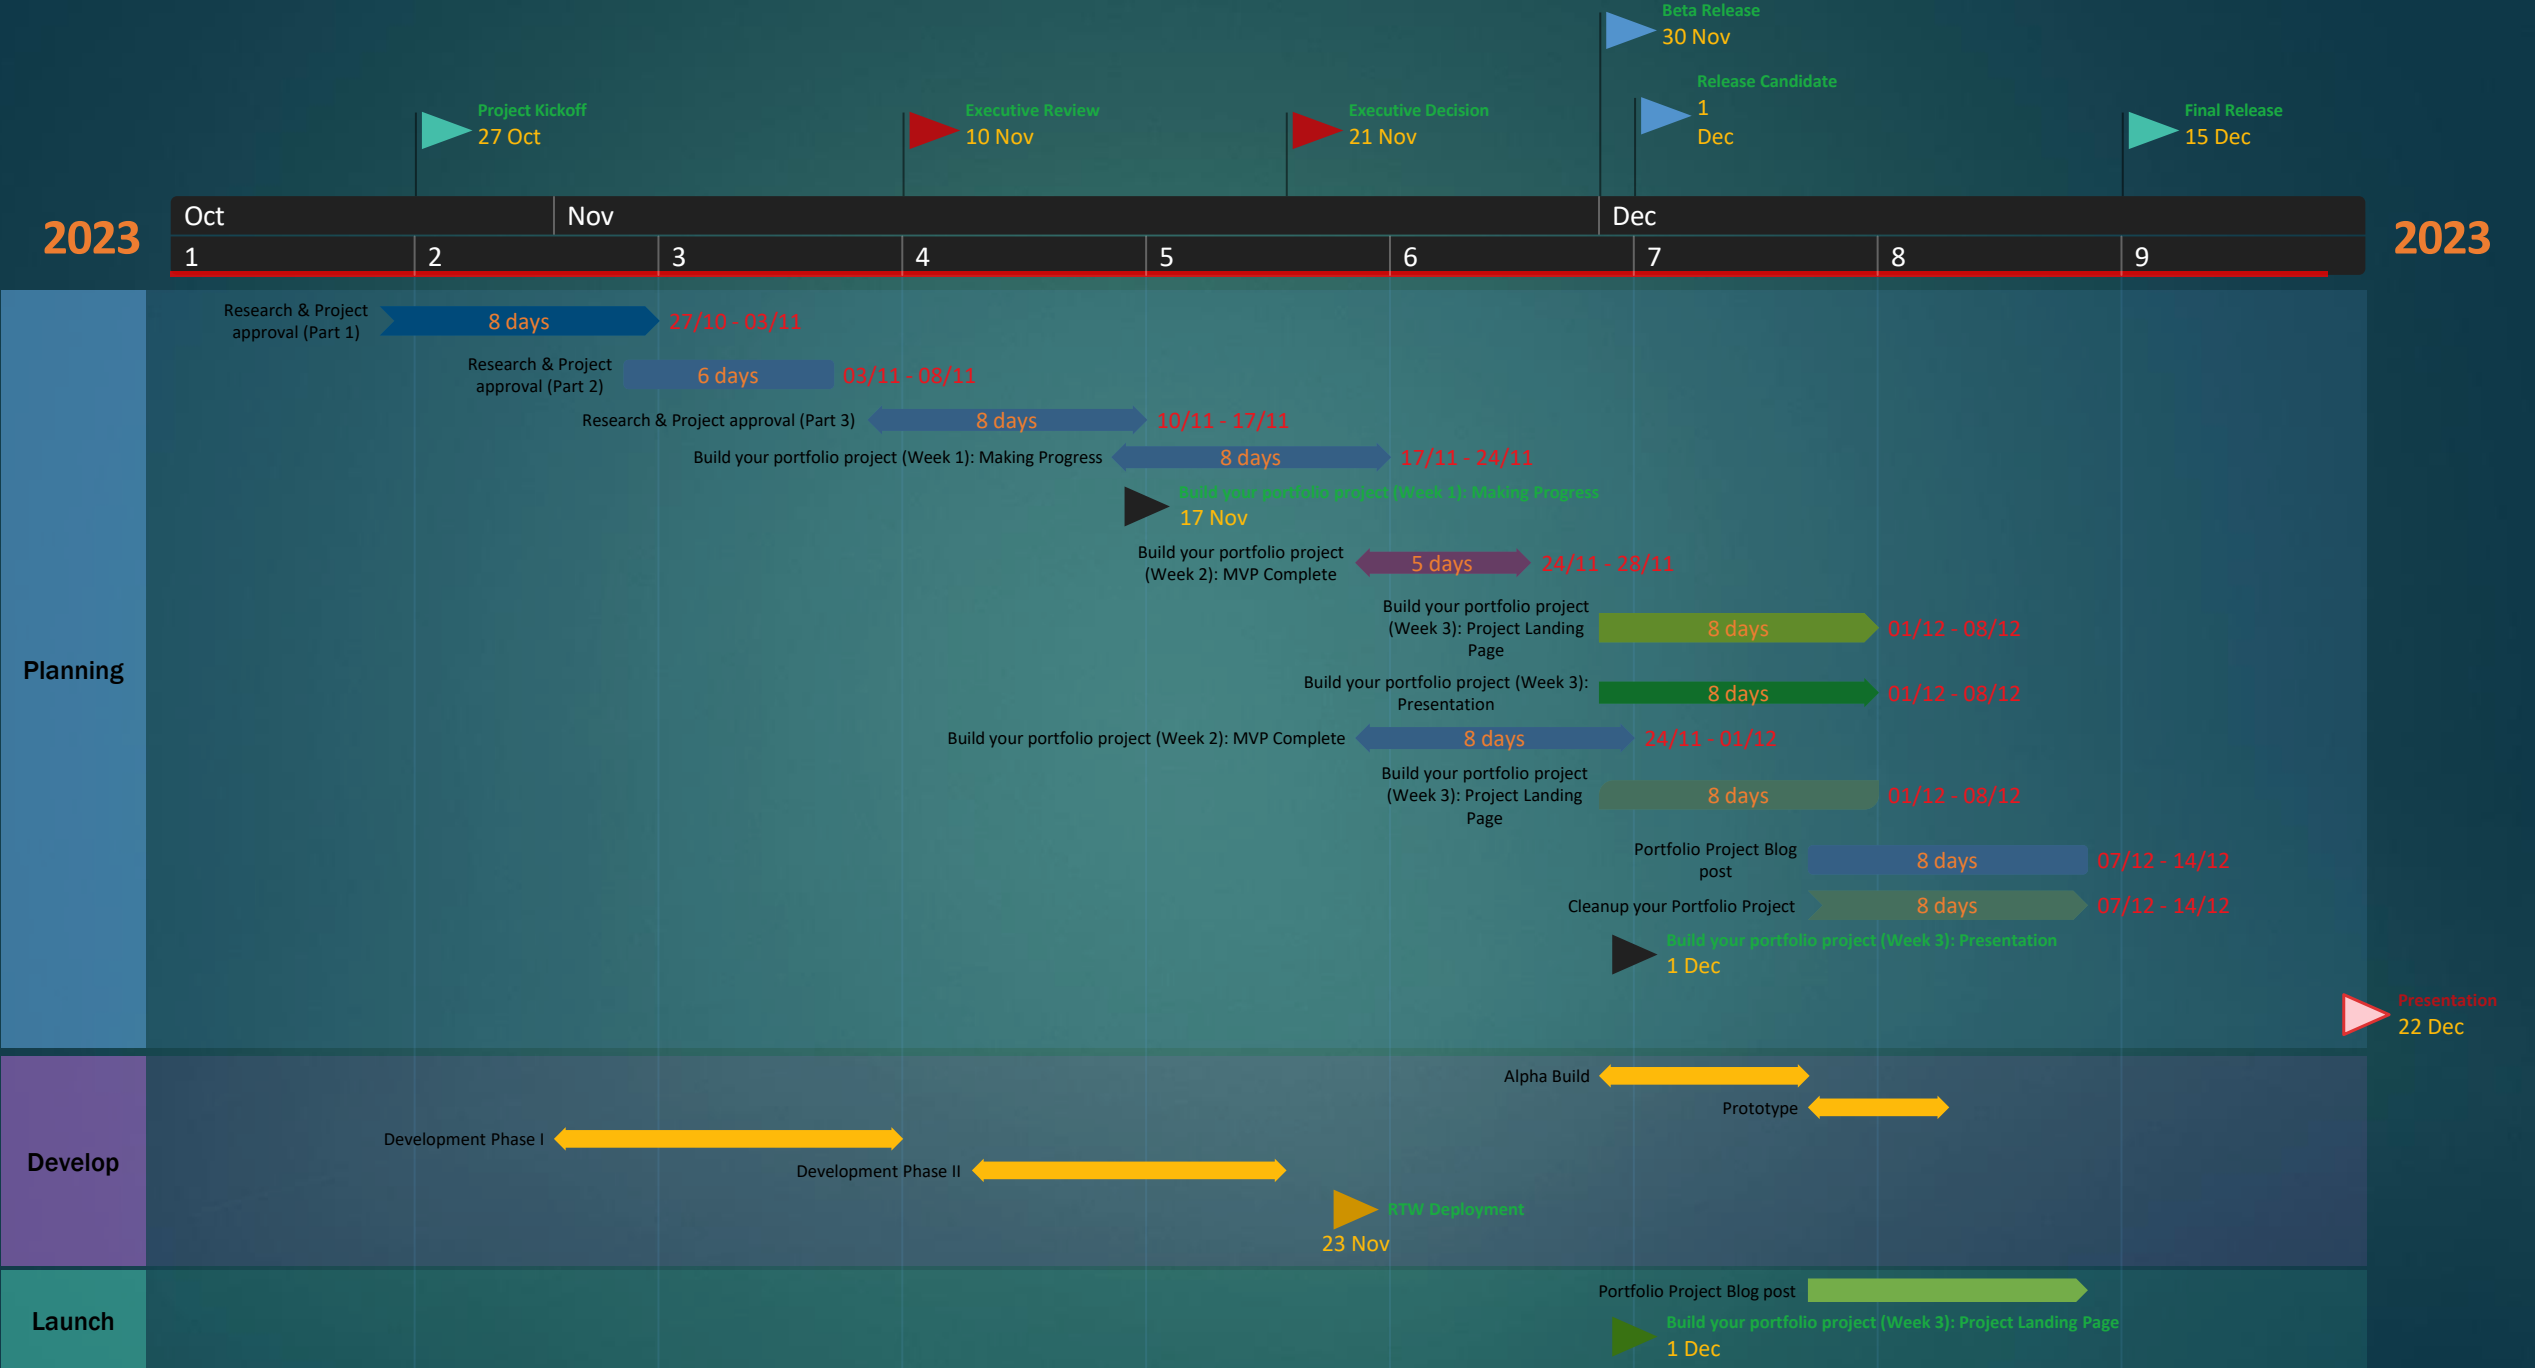 Beta Release
30 Nov
Release Candidate
1
Dec
Project Kickoff
27 Oct
Executive Review
10 Nov
Executive Decision
21 Nov
Final Release
15 Dec
2023
Oct
Nov
Dec
2023
1
2
3
4
5
6
7
8
9
Planning
Research & Project
approval (Part 1)
8 days
27/10 - 03/11
Research & Project
approval (Part 2)
6 days
03/11 - 08/11
Research & Project approval (Part 3)
8 days
10/11 - 17/11
Build your portfolio project (Week 1): Making Progress
8 days
17/11 - 24/11
Build your portfolio project (Week 1): Making Progress
17 Nov
Build your portfolio project
(Week 2): MVP Complete
5 days
24/11 - 28/11
Build your portfolio project
(Week 3): Project Landing
Page
8 days
01/12 - 08/12
Build your portfolio project (Week 3):
Presentation
8 days
01/12 - 08/12
Build your portfolio project (Week 2): MVP Complete
8 days
24/11 - 01/12
Build your portfolio project
(Week 3): Project Landing
Page
8 days
01/12 - 08/12
Portfolio Project Blog
post
8 days
07/12 - 14/12
Cleanup your Portfolio Project
8 days
07/12 - 14/12
Build your portfolio project (Week 3): Presentation
1 Dec
Presentation
22 Dec
Develop
Alpha Build
Prototype
Development Phase I
Development Phase II
RTW Deployment
23 Nov
Launch
Portfolio Project Blog post
Build your portfolio project (Week 3): Project Landing Page
1 Dec